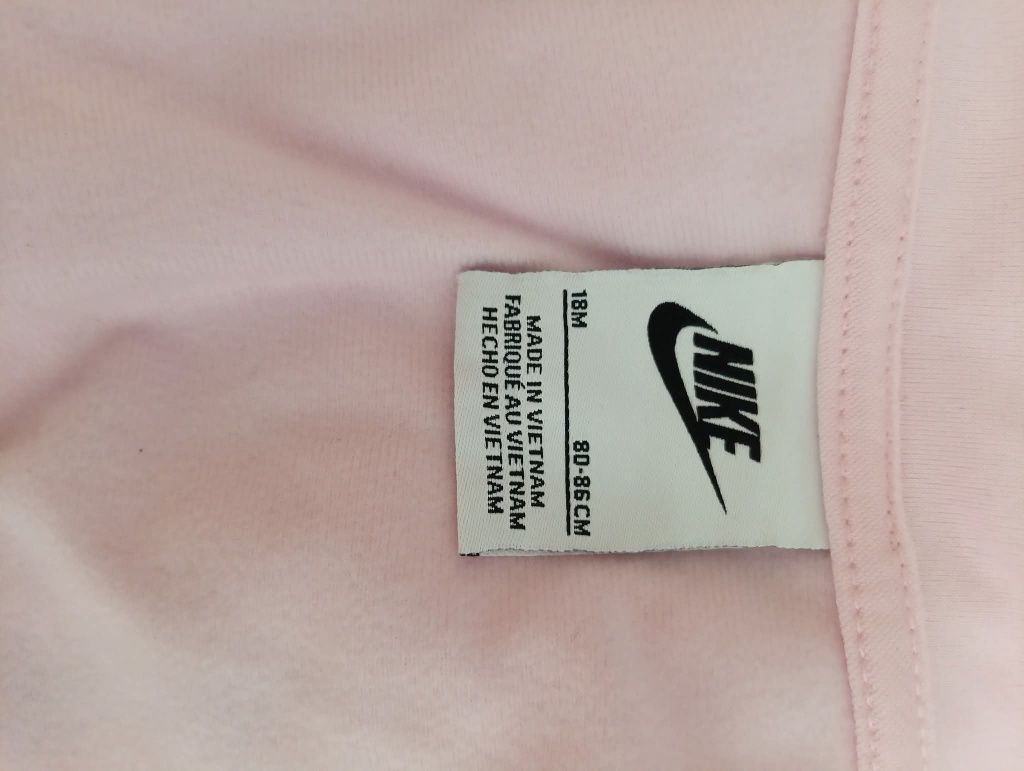 NIKE
18M 80-86CM
MADE IN VIETNAM
FABRIQUÉ AU VIETNAM
HECHO EN VIETNAM